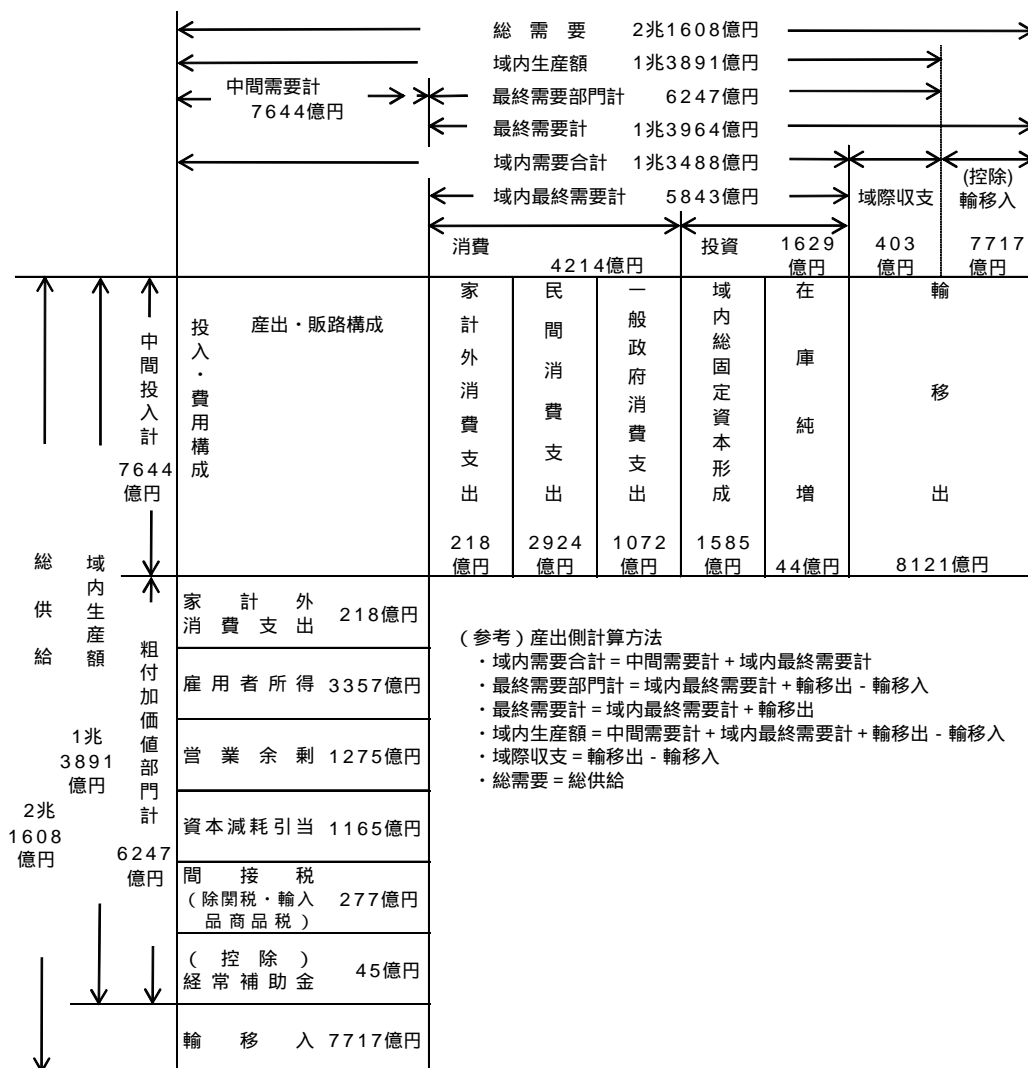 総需要 2兆1608億円
域内生産額 1兆3891億円
中間需要計
7644億円
最終需要部門計 6247億円
最終需要計 1兆3964億円
域内需要合計 1兆3488億円
域内最終需要計 5843億円
域際収支
(控除)
輸移入
消費
4214億円
投資
1629
億円
403
億円
7717
億円
中間投入計
7644
億円
投入・費用構成
産出・販路構成
家計外消費支出
218
億円
民間消費支出
2924
億円
一般政府消費支出
1072
億円
域内総固定資本形成
1585
億円
在庫純増
44億円
輸移出
8121億円
総供給
2兆
1608
億円
域内生産額
1兆
3891
億円
粗付加価値部門計
6247
億円
家計外
消費支出 218億円
雇用者所得 3357億円
営業余剰 1275億円
資本減耗引当 1165億円
間接税
(除関税・輸入
品商品税)
277億円
(控除)
経常補助金
45億円
輸移入 7717億円
(参考)産出側計算方法
・域内需要合計=中間需要計+域内最終需要計
・最終需要部門計=域内最終需要計+輸移出-輸移入
・最終需要計=域内最終需要計+輸移出
・域内生産額=中間需要計+域内最終需要計+輸移出-輸移入
・域際収支=輸移出-輸移入
・総需要=総供給